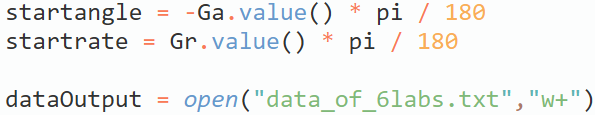 startangle = -Ga.value() * pi / 180
startrate = Gr.value() * pi / 180
dataOutput = open("data_of_6labs.txt","w+")